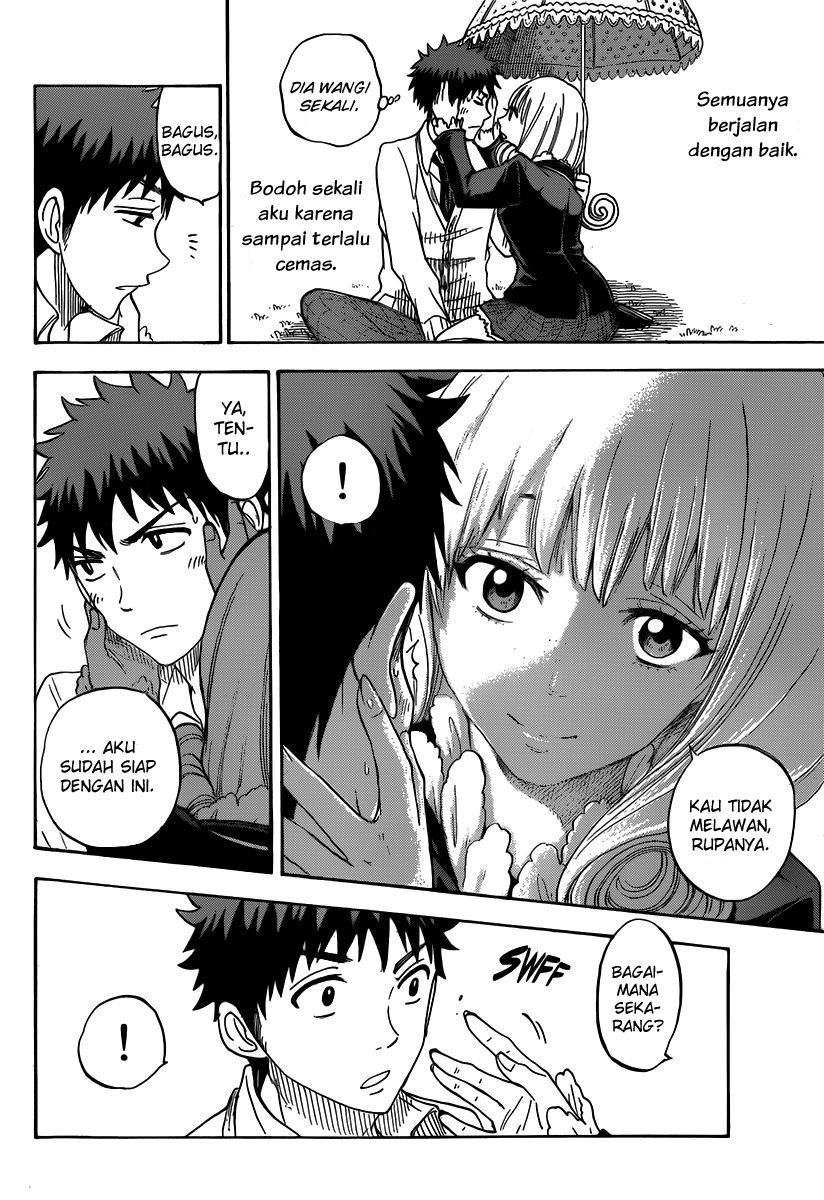 Semuanya
berjalan
dengan baik.
DIA WANGI
SEKALI.
Bodoh sekali
aku karena
sampai terlalu
cemas.
BAGUS,
BAGUS.
!
KAU TIDAK
MELAWAN,
RUPANYA.
YA,
TEN-
TU..
... AKU
SUDAH SIAP
DENGAN INI.
BAGAI-
MANA
SEKA-
RANG?
SWFF
!